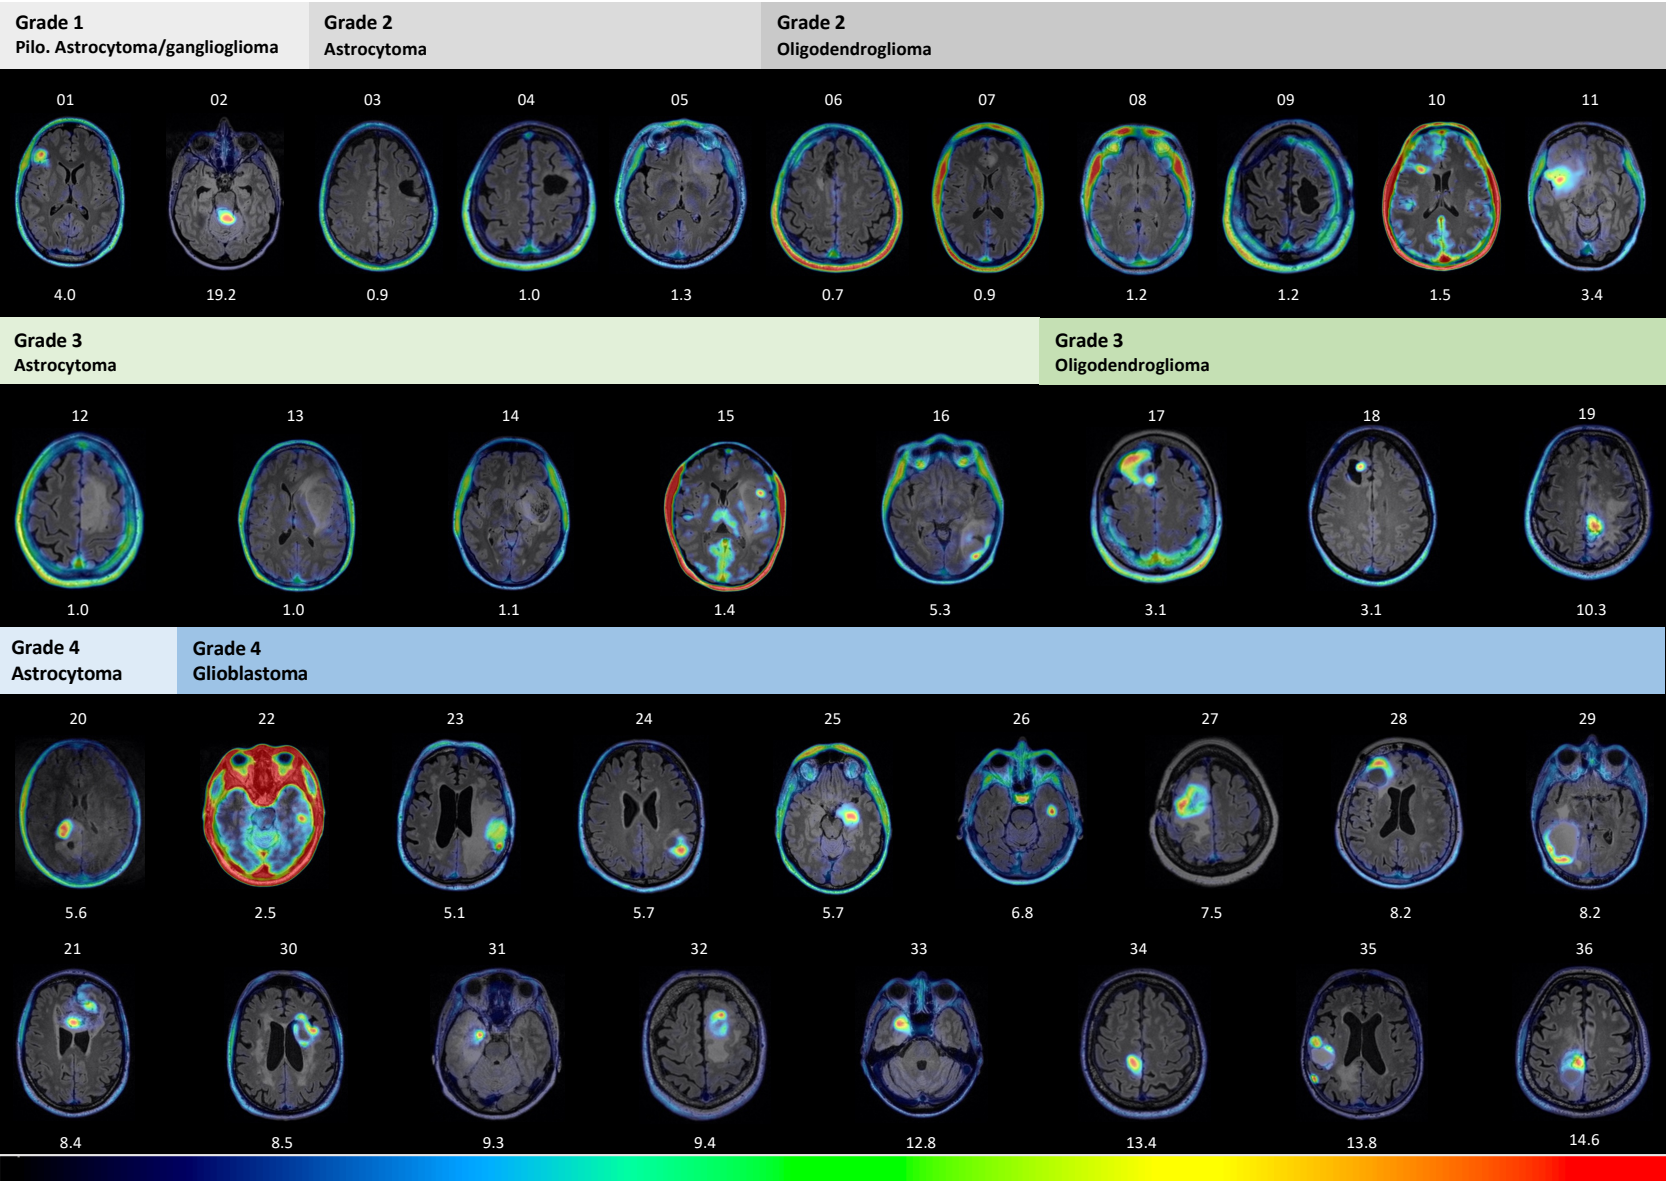 Grade 1
Pilo. Astrocytoma/ganglioglioma
Grade 2
Astrocytoma
Grade 2
Oligodendroglioma
01 02 03 04 05 06 07 08 09 10 11
4.0 19.2 0.9 1.0 1.3 0.7 0.9 1.2 1.2 1.5 3.4
Grade 3
Astrocytoma
Grade 3
Oligodendroglioma
12 13 14 15 16 17 18 19
1.0 1.0 1.1 1.4 5.3 3.1 3.1 10.3
Grade 4
Astrocytoma
Grade 4
Glioblastoma
20 22 23 24 25 26 27 28 29
5.6 2.5 5.1 5.7 5.7 6.8 7.5 8.2 8.2
21 30 31 32 33 34 35 36
8.4 8.5 9.3 9.4 12.8 13.4 13.8 14.6